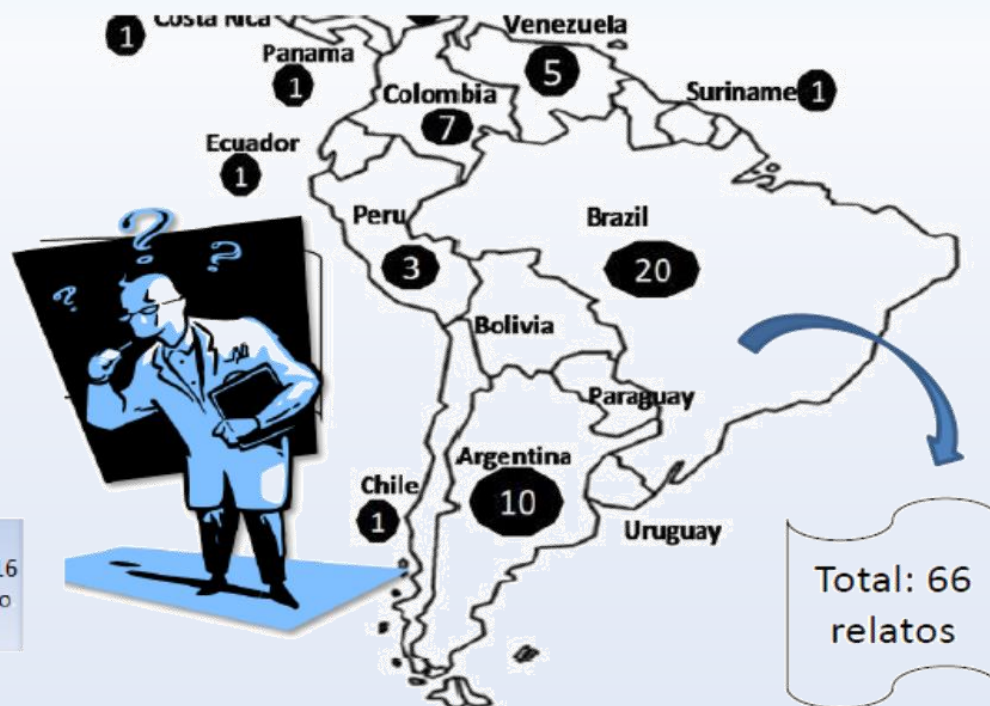 Costa Rica
1
Panama
1
Venezuela
5
Colombia
7
Suriname 1
Ecuador
1
Peru
3
Brazil
20
Bolivia
Paraguay
Argentina
10
Chile
1
Uruguay
Total: 66
relatos